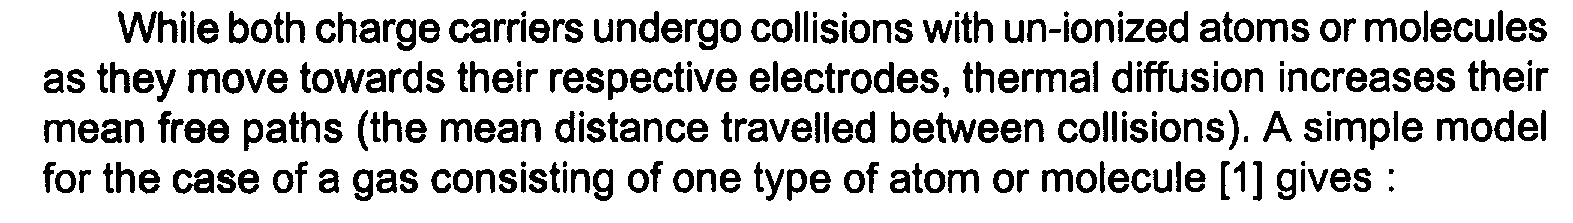 While both charge carriers undergo collisions with un-ionized atoms or molecules
as they move towards their respective electrodes, thermal diffusion increases their
mean free paths (the mean distance travelled between collisions). A simple model
for the case of a gas consisting of one type of atom or molecule [1] gives :